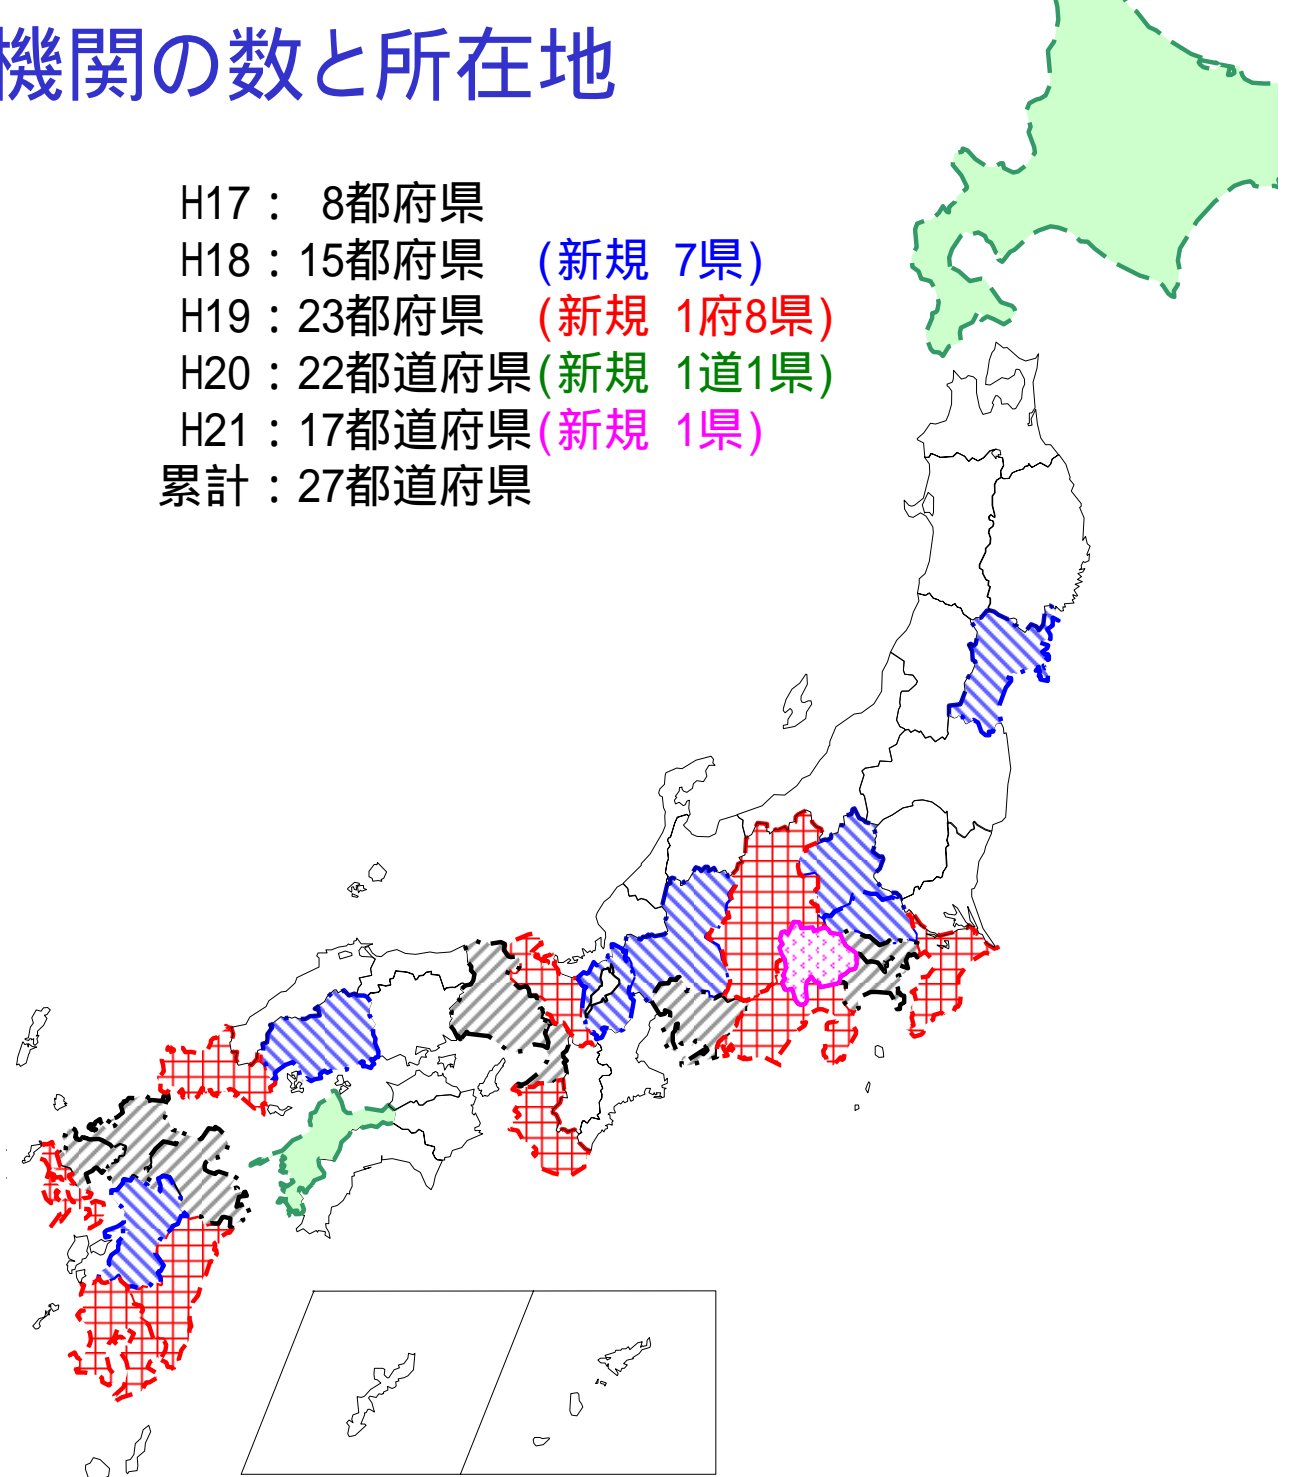 機関の数と所在地
H17： 8都府県
H18：15都府県 (新規 7県)
H19：23都府県 (新規 1府8県)
H20：22都道府県(新規 1道1県)
H21：17都道府県(新規 1県)
累計：27都道府県